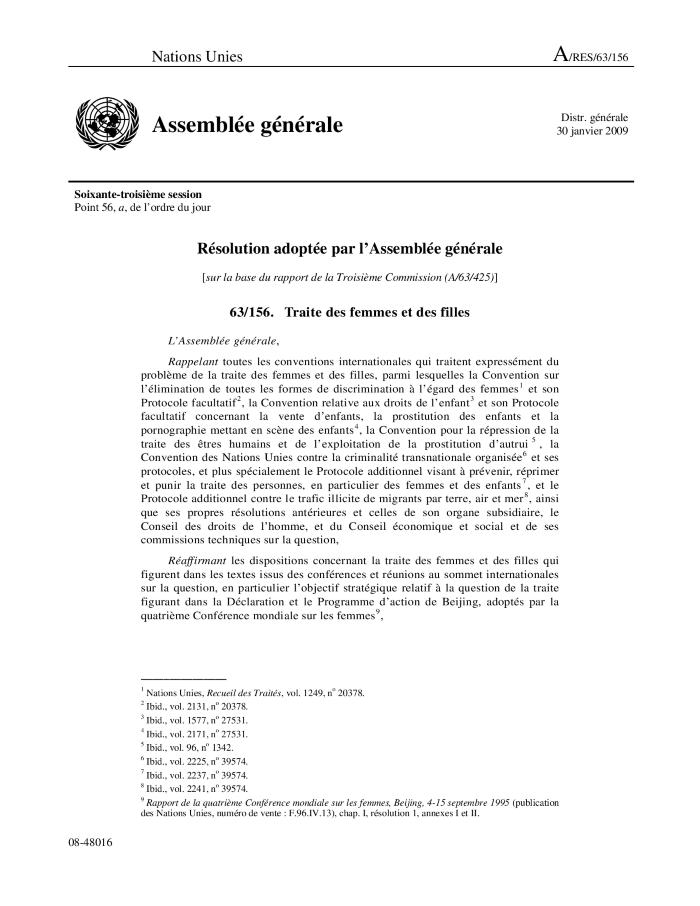 Nations Unies A/RES/63/156
Assemblée générale
Distr. générale
30 janvier 2009
Soixante-troisième session
Point 56, a, de l’ordre du jour
Résolution adoptée par l’Assemblée générale
[sur la base du rapport de la Troisième Commission (A/63/425)]
63/156. Traite des femmes et des filles
L’Assemblée générale,
Rappelant toutes les conventions internationales qui traitent expressément du
problème de la traite des femmes et des filles, parmi lesquelles la Convention sur
l’élimination de toutes les formes de discrimination à l’égard des femmes1 et son
Protocole facultatif2, la Convention relative aux droits de l’enfant3 et son Protocole
facultatif concernant la vente d’enfants, la prostitution des enfants et la
pornographie mettant en scène des enfants4, la Convention pour la répression de la
traite des êtres humains et de l’exploitation de la prostitution d’autrui 5 , la
Convention des Nations Unies contre la criminalité transnationale organisée6 et ses
protocoles, et plus spécialement le Protocole additionnel visant à prévenir, réprimer
et punir la traite des personnes, en particulier des femmes et des enfants7, et le
Protocole additionnel contre le trafic illicite de migrants par terre, air et mer8, ainsi
que ses propres résolutions antérieures et celles de son organe subsidiaire, le
Conseil des droits de l’homme, et du Conseil économique et social et de ses
commissions techniques sur la question,
Réaffirmant les dispositions concernant la traite des femmes et des filles qui
figurent dans les textes issus des conférences et réunions au sommet internationales
sur la question, en particulier l’objectif stratégique relatif à la question de la traite
figurant dans la Déclaration et le Programme d’action de Beijing, adoptés par la
quatrième Conférence mondiale sur les femmes9,
1 Nations Unies, Recueil des Traités, vol. 1249, no 20378.
2 Ibid., vol. 2131, no 20378.
3 Ibid., vol. 1577, no 27531.
4 Ibid., vol. 2171, no 27531.
5 Ibid., vol. 96, no 1342.
6 Ibid., vol. 2225, no 39574.
7 Ibid., vol. 2237, no 39574.
8 Ibid., vol. 2241, no 39574.
9 Rapport de la quatrième Conférence mondiale sur les femmes, Beijing, 4-15 septembre 1995 (publication
des Nations Unies, numéro de vente : F.96.IV.13), chap. I, résolution 1, annexes I et II.
08-48016